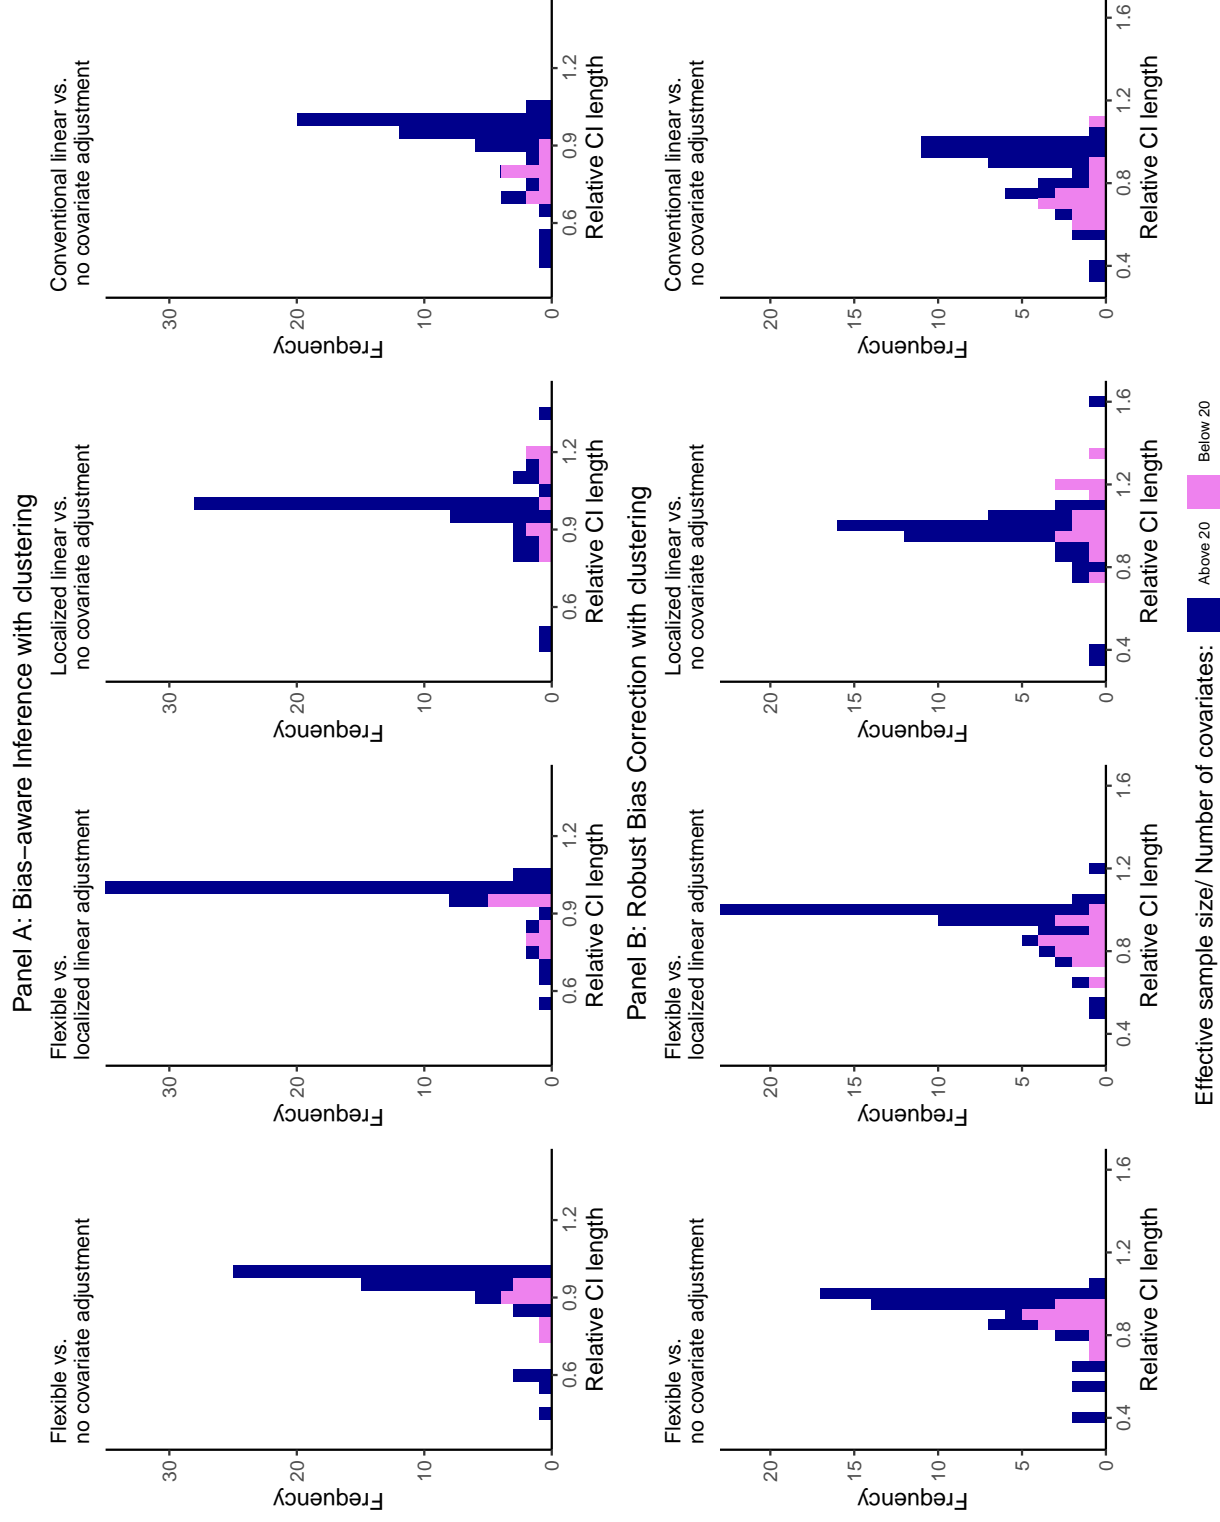 Panel A: Bias−aware Inference with clustering
Flexible vs.
no covariate adjustment
Frequency
0
10
20
30
0.6
0.9
1.2
Relative CI length
Flexible vs.
localized linear adjustment
Frequency
0
10
20
30
0.6
0.9
1.2
Relative CI length
Localized linear vs.
no covariate adjustment
Frequency
0
10
20
30
0.6
0.9
1.2
Relative CI length
Conventional linear vs.
no covariate adjustment
Frequency
0
10
20
30
0.6
0.9
1.2
Relative CI length
Panel B: Robust Bias Correction with clustering
Flexible vs.
no covariate adjustment
Frequency
0
5
10
15
20
0.4
0.8
1.2
1.6
Relative CI length
Flexible vs.
localized linear adjustment
Frequency
0
5
10
15
20
0.4
0.8
1.2
1.6
Relative CI length
Localized linear vs.
no covariate adjustment
Frequency
0
5
10
15
20
0.4
0.8
1.2
1.6
Relative CI length
Conventional linear vs.
no covariate adjustment
Frequency
0
5
10
15
20
0.4
0.8
1.2
1.6
Relative CI length
Effective sample size/ Number of covariates: Above 20 Below 20